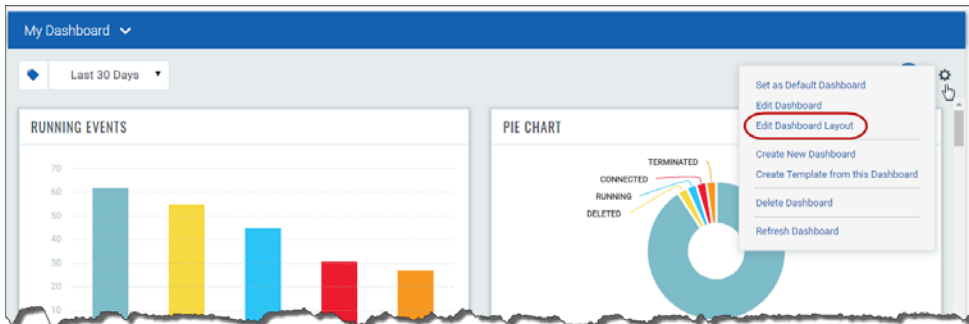 My Dashboard
Last 30 Days
Set as Default Dashboard
Edit Dashboard
Edit Dashboard Layout
Create New Dashboard
Create Template from this Dashboard
Delete Dashboard
Refresh Dashboard
RUNNING EVENTS
70
60
50
40
30
20
10
PIE CHART
TERMINATED
CONNECTED
RUNNING
DELETED